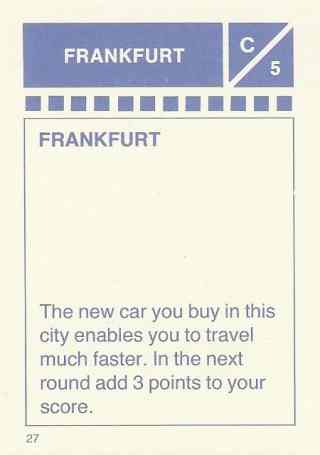 FRANKFURT
C
5
FRANKFURT
The new car you buy in this
city enables you to travel
much faster. In the next
round add 3 points to your
score.
27